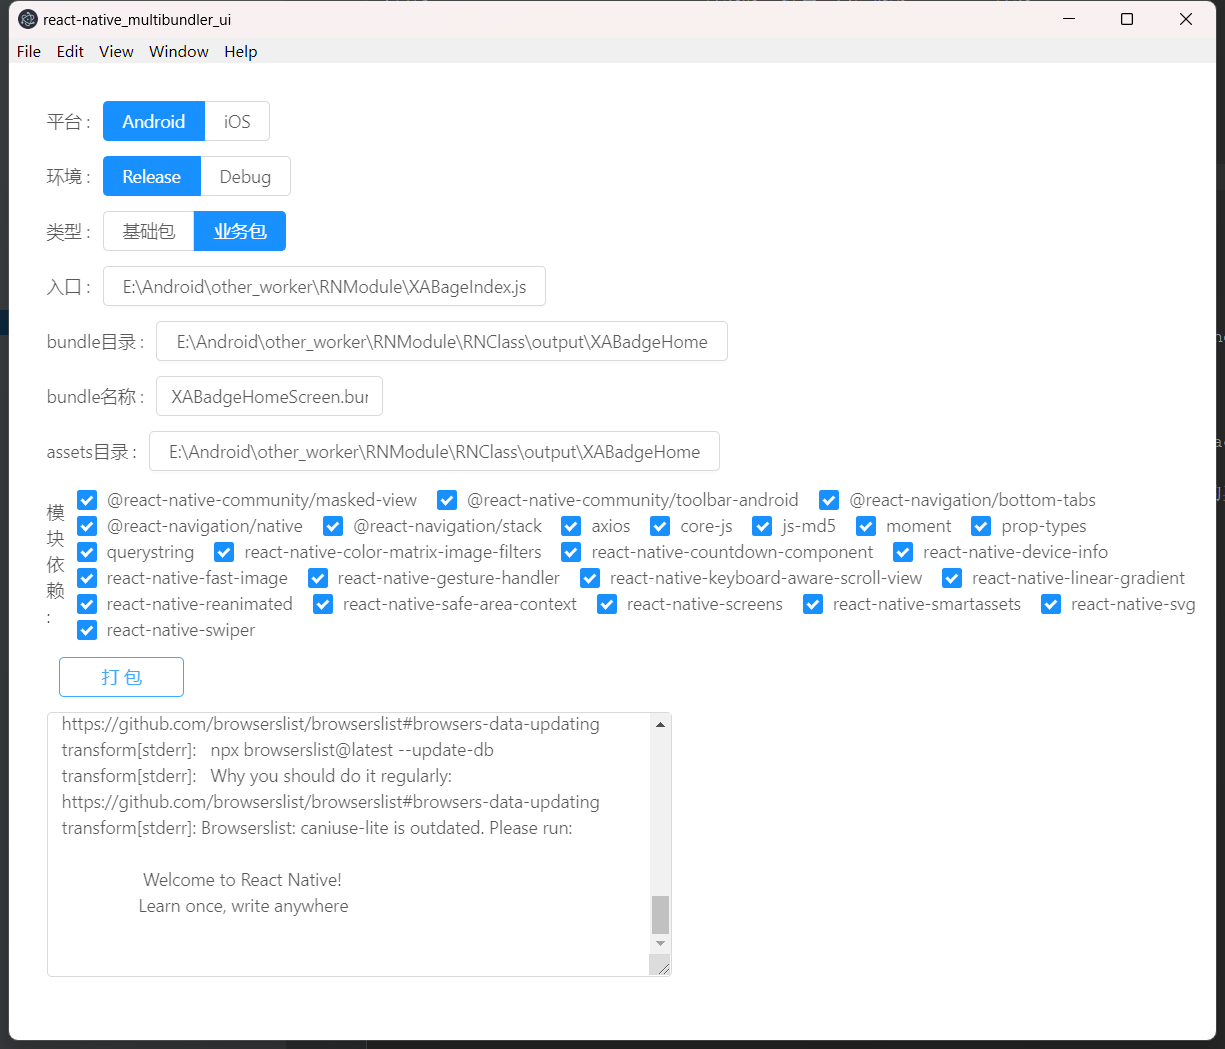 react-native_multibundler_ui
File Edit View Window Help
平台 : Android iOS
环境 : Release Debug
类型 : 基础包 业务包
入口 : E:\Android\other_worker\RNModule\XABageIndex.js
bundle目录 : E:\Android\other_worker\RNModule\RNClass\output\XABadgeHome
bundle名称 : XABadgeHomeScreen.bur
assets目录 : E:\Android\other_worker\RNModule\RNClass\output\XABadgeHome
模块依赖 :
@react-native-community/masked-view @react-native-community/toolbar-android @react-navigation/bottom-tabs
@react-navigation/native @react-navigation/stack axios core-js js-md5 moment prop-types
querystring react-native-color-matrix-image-filters react-native-countdown-component react-native-device-info
react-native-fast-image react-native-gesture-handler react-native-keyboard-aware-scroll-view react-native-linear-gradient
react-native-reanimated react-native-safe-area-context react-native-screens react-native-smartassets react-native-svg
react-native-swiper
打 包
https://github.com/browserslist/browserslist#browsers-data-updating
transform[stderr]: npx browserslist@latest --update-db
transform[stderr]: Why you should do it regularly:
https://github.com/browserslist/browserslist#browsers-data-updating
transform[stderr]: Browserslist: caniuse-lite is outdated. Please run:
Welcome to React Native!
Learn once, write anywhere